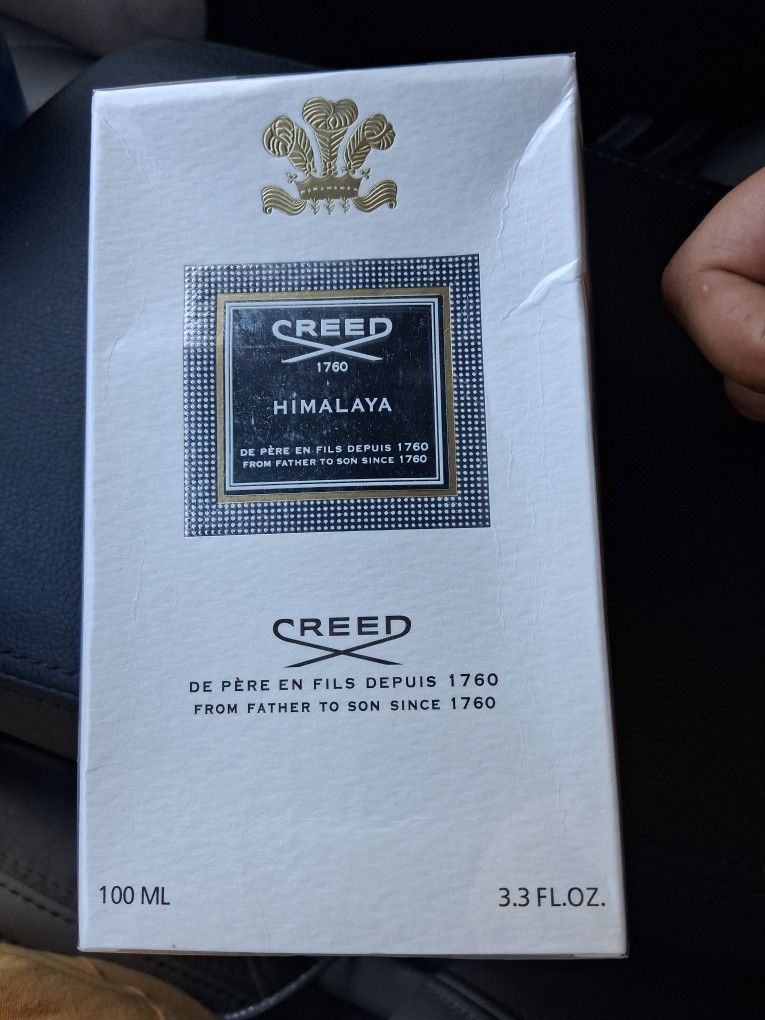 CREED
1760
HIMALAYA
DE PÈRE EN FILS DEPUIS 1760
FROM FATHER TO SON SINCE 1760
CREED
DE PÈRE EN FILS DEPUIS 1760
FROM FATHER TO SON SINCE 1760
100 ML 3.3 FL.OZ.